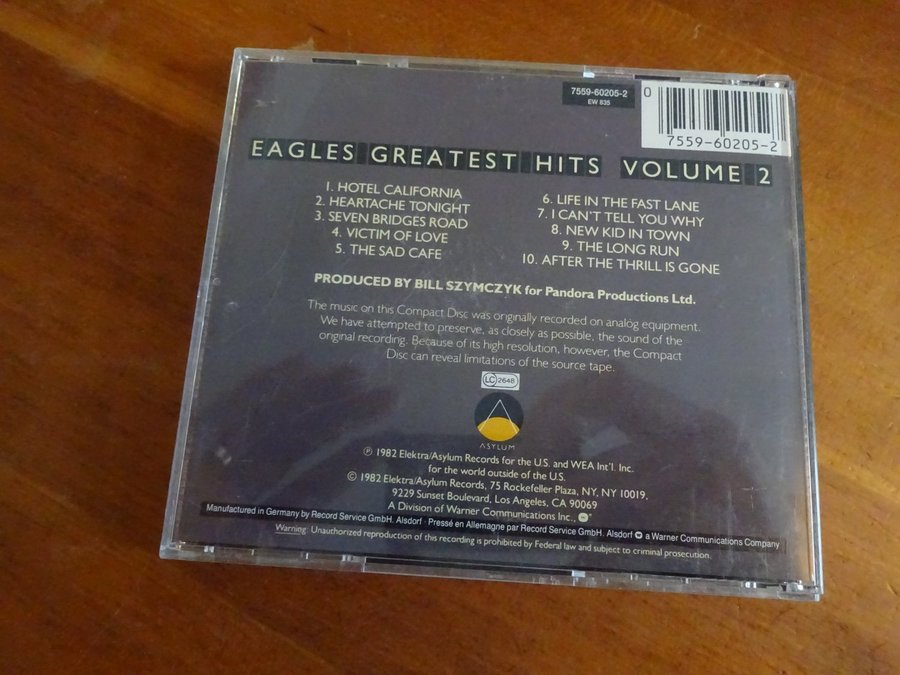 7559-60205-2
EW 835
0
7559-60205-2
EAGLES GREATEST HITS VOLUME 2
1. HOTEL CALIFORNIA
2. HEARTACHE TONIGHT
3. SEVEN BRIDGES ROAD
4. VICTIM OF LOVE
5. THE SAD CAFE
6. LIFE IN THE FAST LANE
7. I CAN'T TELL YOU WHY
8. NEW KID IN TOWN
9. THE LONG RUN
10. AFTER THE THRILL IS GONE
PRODUCED BY BILL SZYMCZYK for Pandora Productions Ltd.
The music on this Compact Disc was originally recorded on analog equipment.
We have attempted to preserve, as closely as possible, the sound of the
original recording. Because of its high resolution, however, the Compact
Disc can reveal limitations of the source tape.
LC 2648
ASYLUM
℗ 1982 Elektra/Asylum Records for the U.S. and WEA Int'l. Inc.
for the world outside of the U.S.
© 1982 Elektra/Asylum Records, 75 Rockefeller Plaza, NY, NY 10019,
9229 Sunset Boulevard, Los Angeles, CA 90069
A Division of Warner Communications Inc.,
Manufactured in Germany by Record Service GmbH. Alsdorf · Pressé en Allemagne par Record Service GmbH. Alsdorf a Warner Communications Company
Warning: Unauthorized reproduction of this recording is prohibited by Federal law and subject to criminal prosecution.